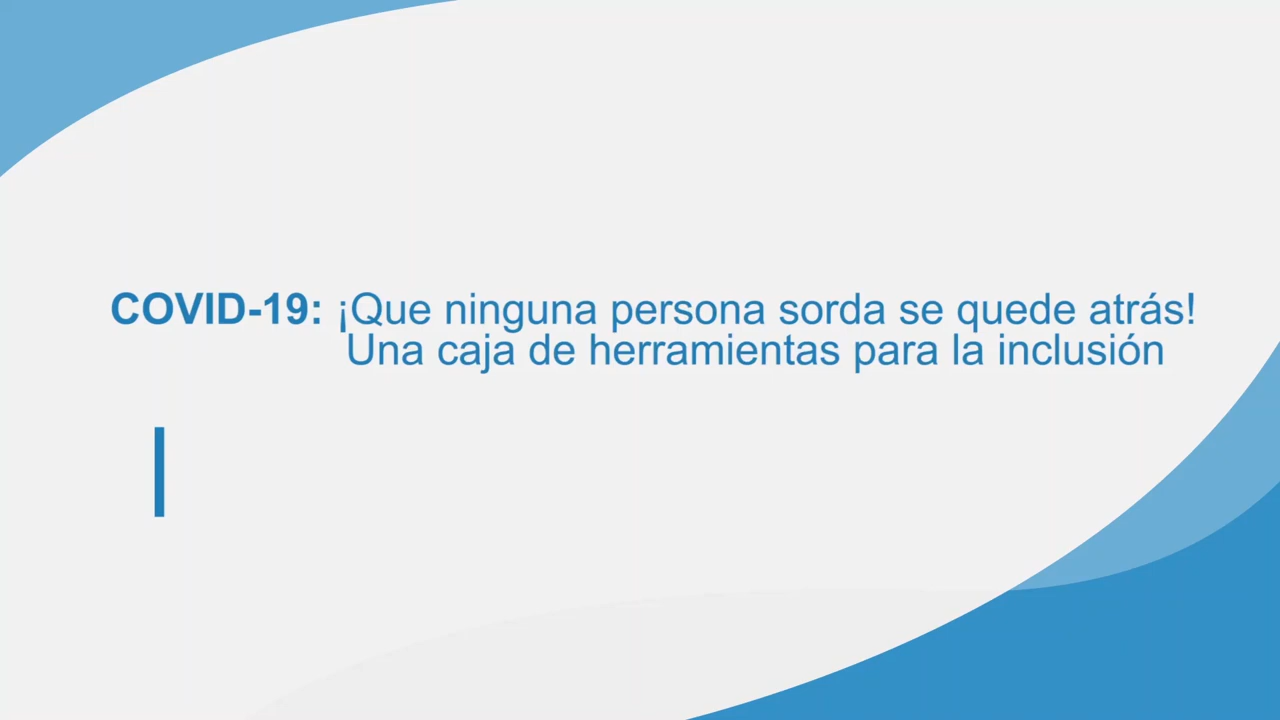 COVID-19: ¡Que ninguna persona sorda se quede atrás!
Una caja de herramientas para la inclusión